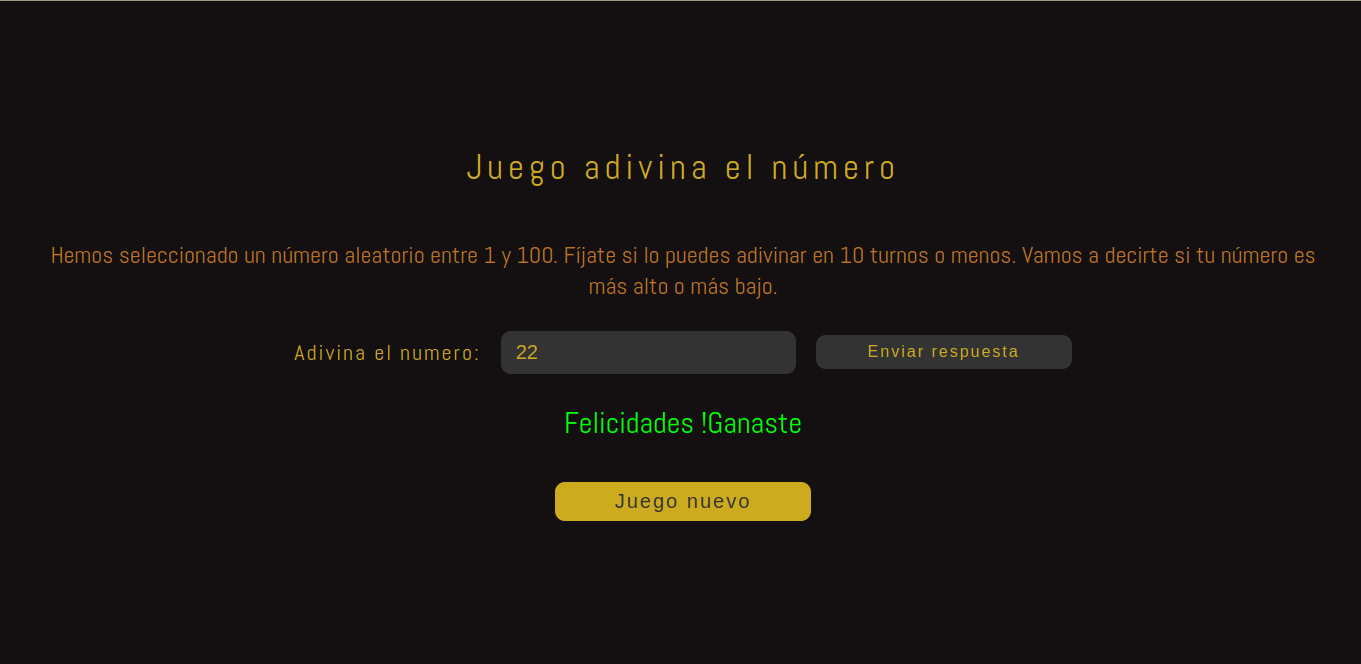 Juego adivina el número
Hemos seleccionado un número aleatorio entre 1 y 100. Fíjate si lo puedes adivinar en 10 turnos o menos. Vamos a decirte si tu número es
más alto o más bajo.
Adivina el numero: 22 Enviar respuesta
Felicidades !Ganaste
Juego nuevo